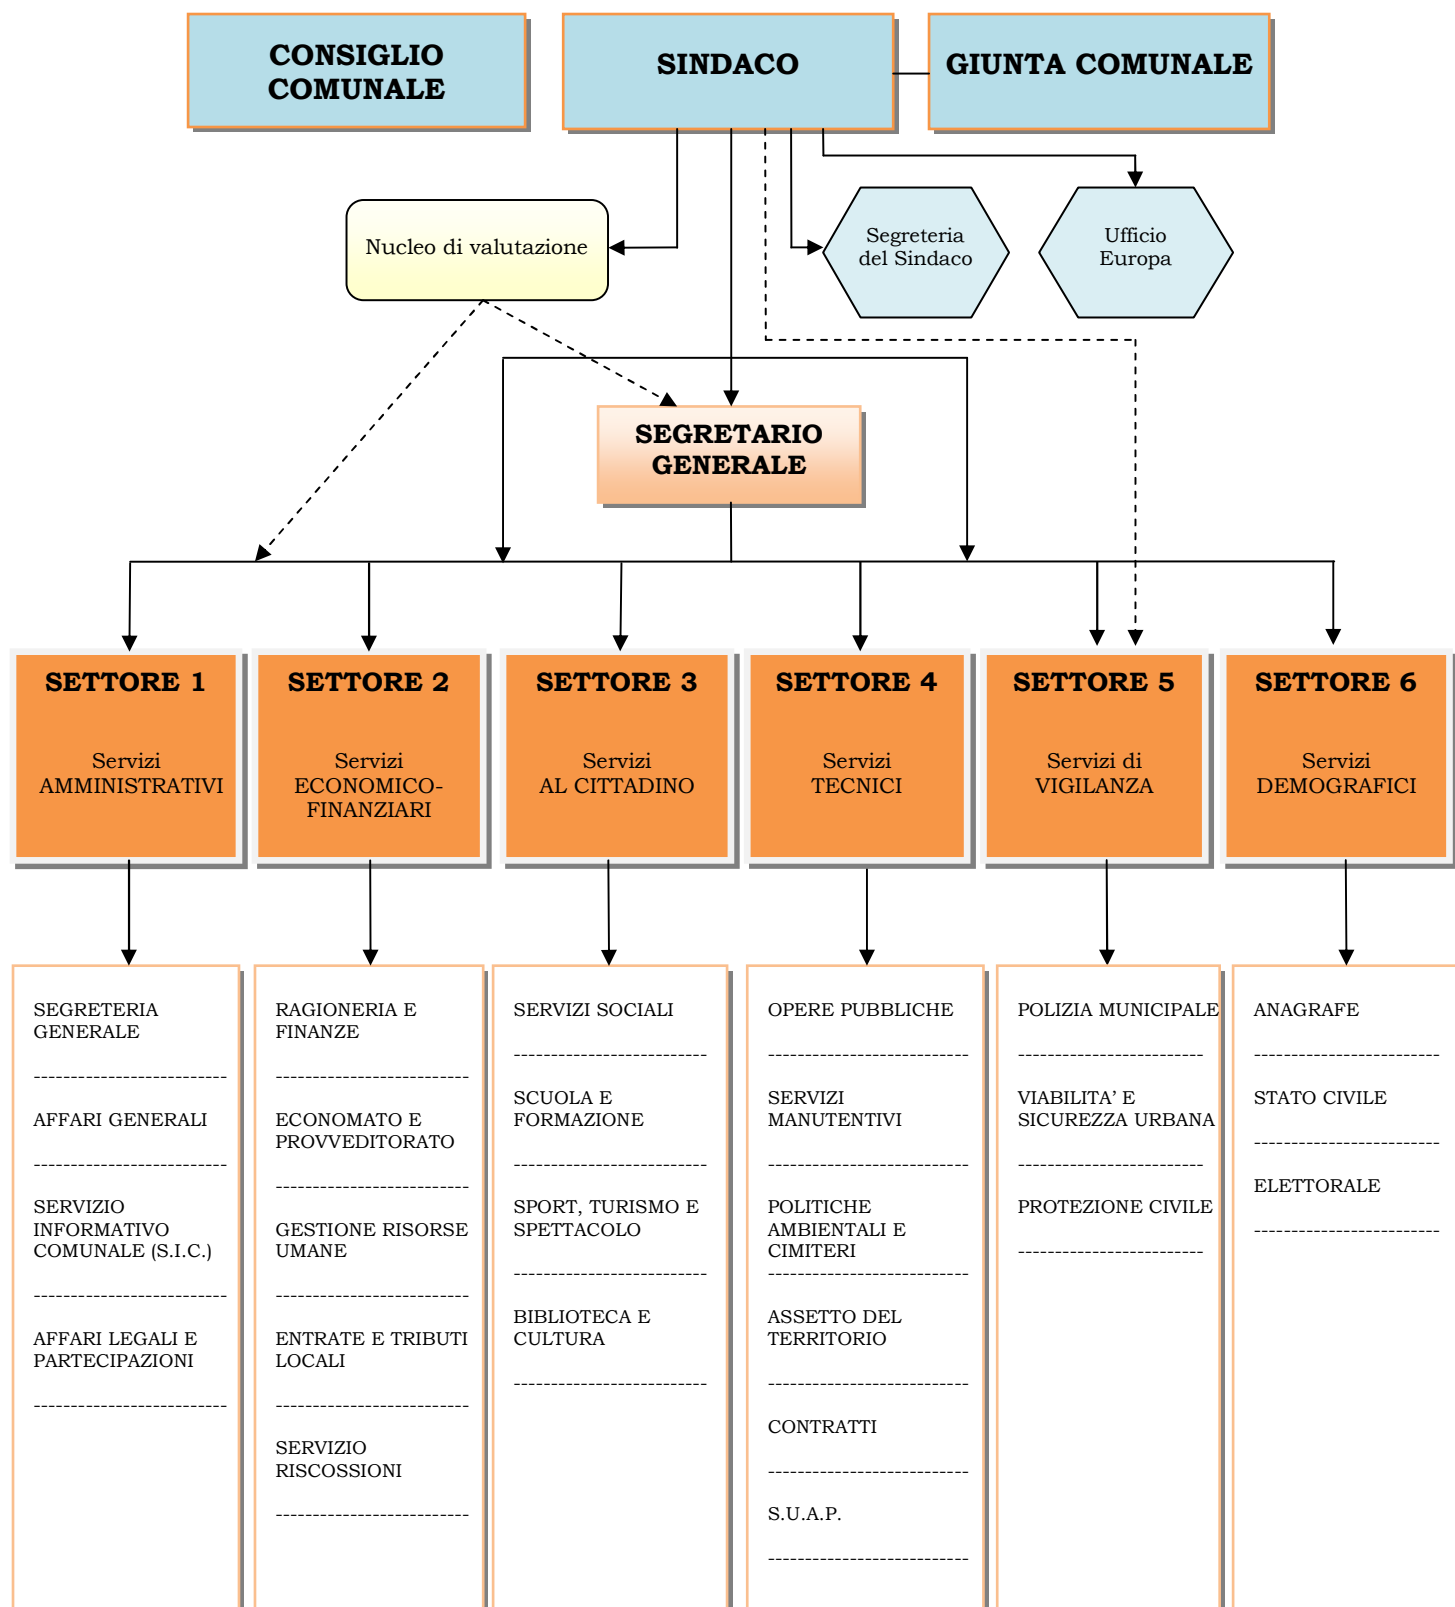 CONSIGLIO
COMUNALE
SINDACO
GIUNTA COMUNALE
Nucleo di valutazione
Segreteria
del Sindaco
Ufficio
Europa
SEGRETARIO
GENERALE
SETTORE 1
Servizi
AMMINISTRATIVI
SETTORE 2
Servizi
ECONOMICO-
FINANZIARI
SETTORE 3
Servizi
AL CITTADINO
SETTORE 4
Servizi
TECNICI
SETTORE 5
Servizi di
VIGILANZA
SETTORE 6
Servizi
DEMOGRAFICI
SEGRETERIA
GENERALE
--------------------------
AFFARI GENERALI
--------------------------
SERVIZIO
INFORMATIVO
COMUNALE (S.I.C.)
--------------------------
AFFARI LEGALI E
PARTECIPAZIONI
--------------------------
RAGIONERIA E
FINANZE
--------------------------
ECONOMATO E
PROVVEDITORATO
--------------------------
GESTIONE RISORSE
UMANE
--------------------------
ENTRATE E TRIBUTI
LOCALI
--------------------------
SERVIZIO
RISCOSSIONI
--------------------------
SERVIZI SOCIALI
--------------------------
SCUOLA E
FORMAZIONE
--------------------------
SPORT, TURISMO E
SPETTACOLO
--------------------------
BIBLIOTECA E
CULTURA
--------------------------
OPERE PUBBLICHE
---------------------------
SERVIZI
MANUTENTIVI
---------------------------
POLITICHE
AMBIENTALI E
CIMITERI
---------------------------
ASSETTO DEL
TERRITORIO
---------------------------
CONTRATTI
---------------------------
S.U.A.P.
---------------------------
POLIZIA MUNICIPALE
-------------------------
VIABILITA’ E
SICUREZZA URBANA
-------------------------
PROTEZIONE CIVILE
-------------------------
ANAGRAFE
-------------------------
STATO CIVILE
-------------------------
ELETTORALE
-------------------------